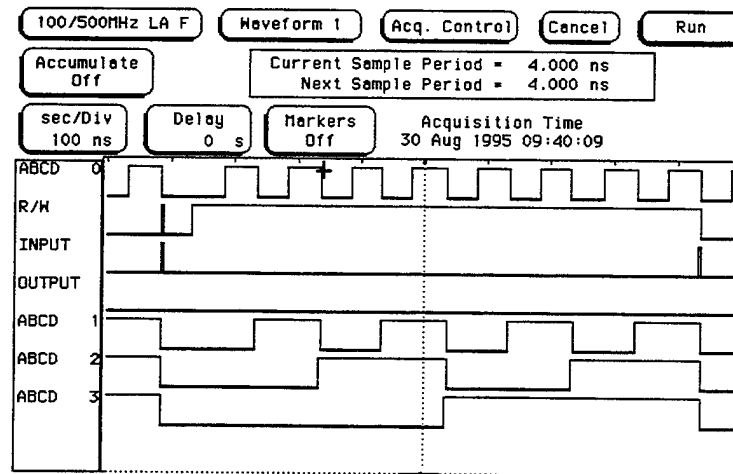 100/500MHz LA F Waveform 1 Acq. Control Cancel Run
Accumulate
Off
Current Sample Period = 4.000 ns
Next Sample Period = 4.000 ns
sec/Div
100 ns
Delay
0 s
Markers
Off
Acquisition Time
30 Aug 1995 09:40:09
ABCD 0
R/W
INPUT
OUTPUT
ABCD 1
ABCD 2
ABCD 3